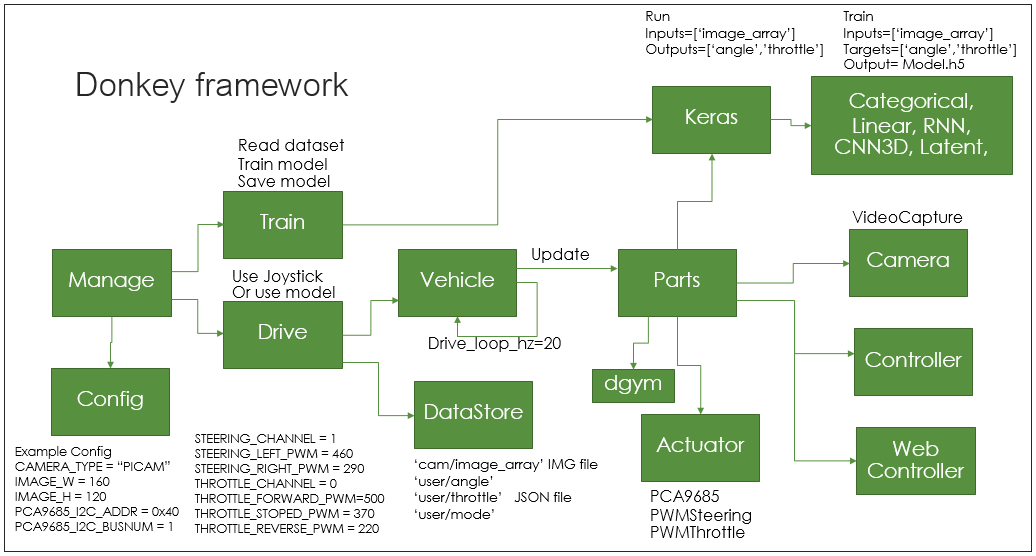 Donkey framework
Run
Inputs=[‘image_array’]
Outputs=[‘angle’,’throttle’]
Train
Inputs=[‘image_array’]
Targets=[‘angle’,’throttle’]
Output= Model.h5
Keras
Categorical,
Linear, RNN,
CNN3D, Latent,
Read dataset
Train model
Save model
Train
Manage
Use Joystick
Or use model
Drive
Vehicle
Update
Drive_loop_hz=20
Parts
VideoCapture
Camera
Controller
Web
Controller
dgym
Actuator
PCA9685
PWMSteering
PWMThrottle
Config
Example Config
CAMERA_TYPE = “PICAM”
IMAGE_W = 160
IMAGE_H = 120
PCA9685_I2C_ADDR = 0x40
PCA9685_I2C_BUSNUM = 1
STEERING_CHANNEL = 1
STEERING_LEFT_PWM = 460
STEERING_RIGHT_PWM = 290
THROTTLE_CHANNEL = 0
THROTTLE_FORWARD_PWM=500
THROTTLE_STOPED_PWM = 370
THROTTLE_REVERSE_PWM = 220
DataStore
‘cam/image_array’ IMG file
‘user/angle’
‘user/throttle’ JSON file
‘user/mode’